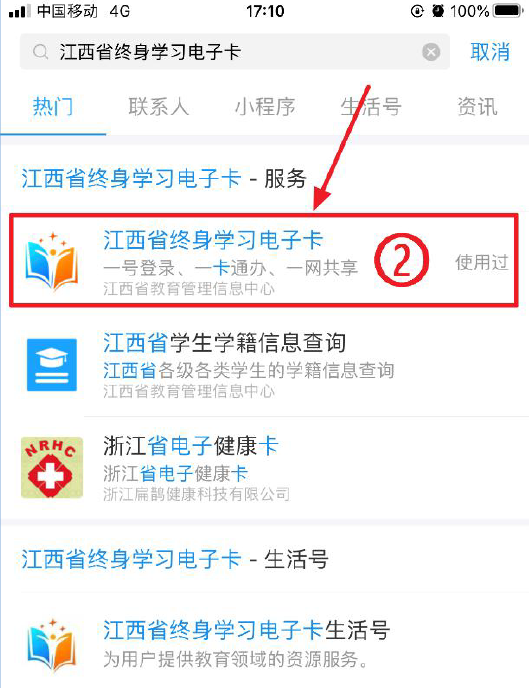 中国移动 4G 17:10 100%
江西省终身学习电子卡 取消
热门 联系人 小程序 生活号 资讯
江西省终身学习电子卡 - 服务
江西省终身学习电子卡
一号登录、一卡通办、一网共享
江西省教育管理信息中心
② 使用过
江西省学生学籍信息查询
江西省各级各类学生的学籍信息查询
江西省教育管理信息中心
NRHC
浙江省电子健康卡
浙江省电子健康卡
浙江扁鹊健康科技有限公司
江西省终身学习电子卡 - 生活号
江西省终身学习电子卡生活号
为用户提供教育领域的资源服务。